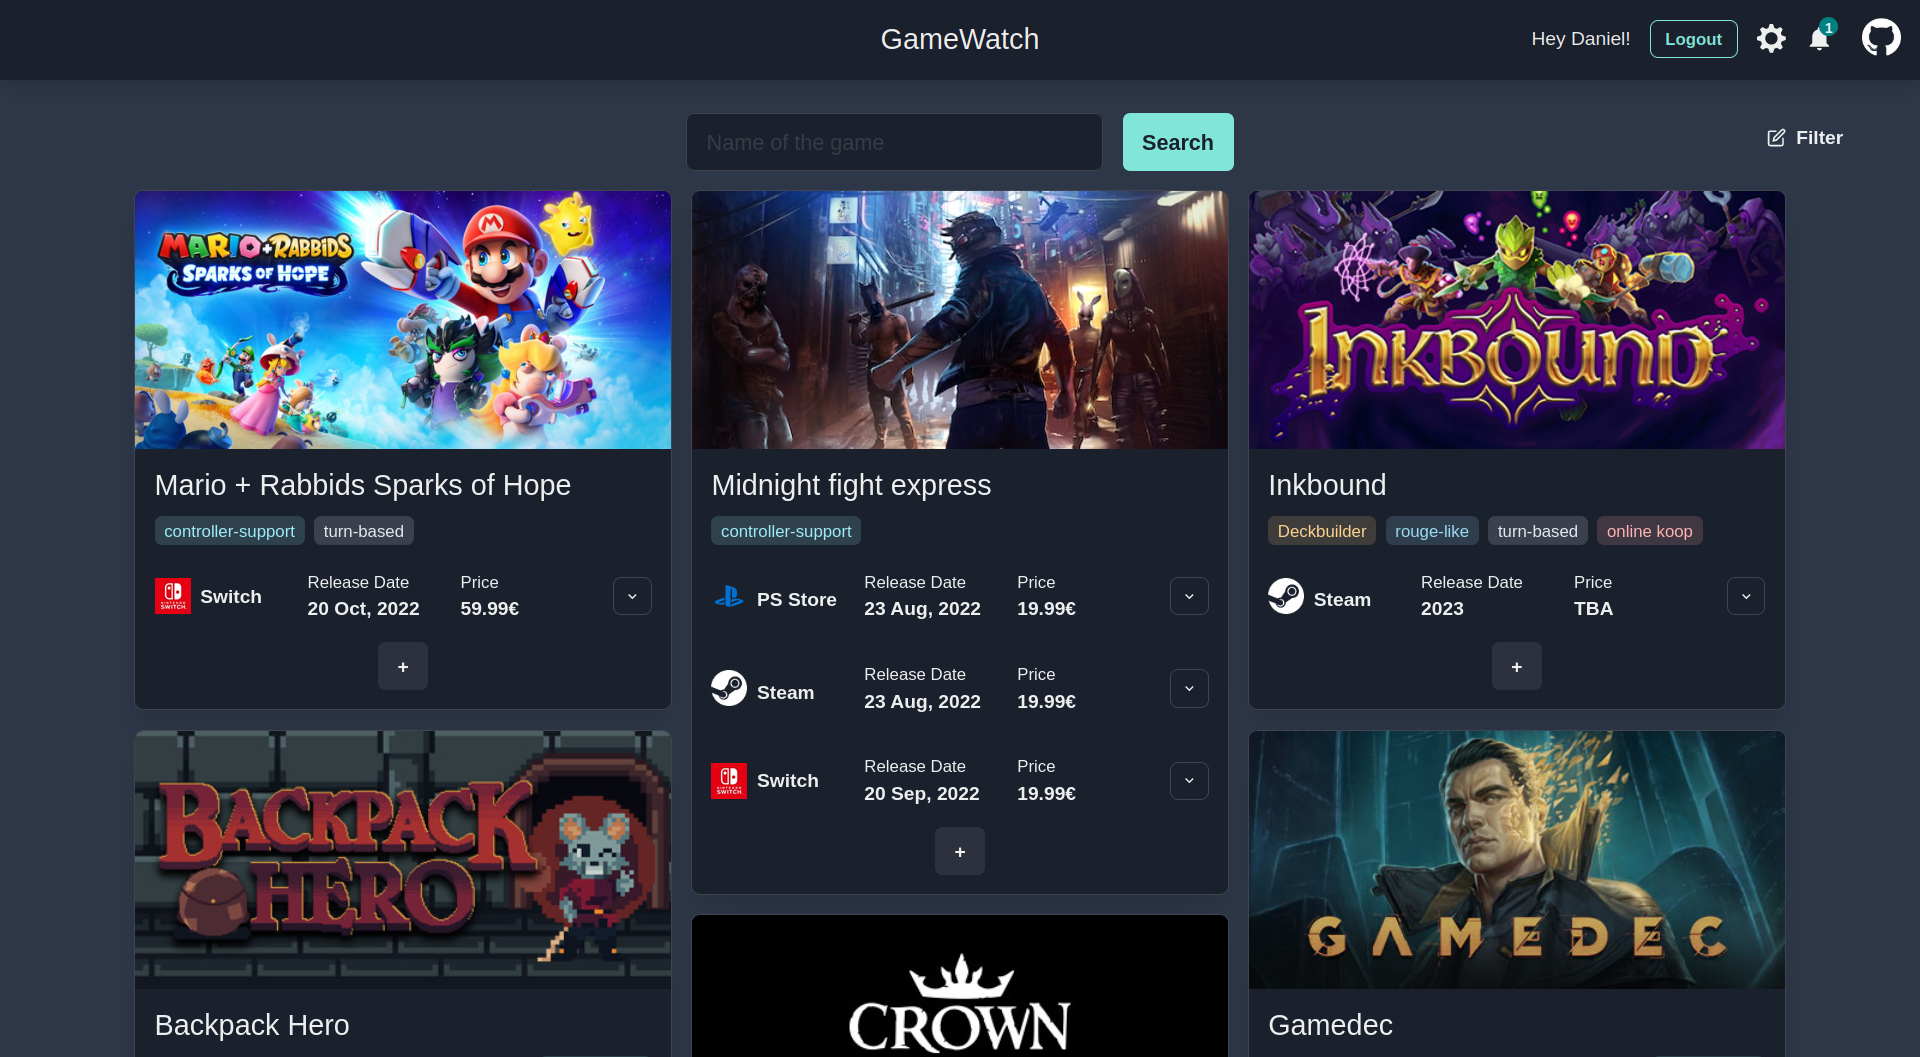 GameWatch
Hey Daniel!
Logout
1
Name of the game
Search
Filter
MARIO + RABBIDS
SPARKS OF HOPE
Mario + Rabbids Sparks of Hope
controller-support
turn-based
NINTENDO
SWITCH
Switch
Release Date
20 Oct, 2022
Price
59.99€
+
Midnight fight express
controller-support
PS Store
Release Date
23 Aug, 2022
Price
19.99€
Steam
Release Date
23 Aug, 2022
Price
19.99€
NINTENDO
SWITCH
Switch
Release Date
20 Sep, 2022
Price
19.99€
+
INKBOUND
Inkbound
Deckbuilder
rouge-like
turn-based
online koop
Steam
Release Date
2023
Price
TBA
+
BACKPACK
HERO
Backpack Hero
CROWN
GAMEDEC
Gamedec